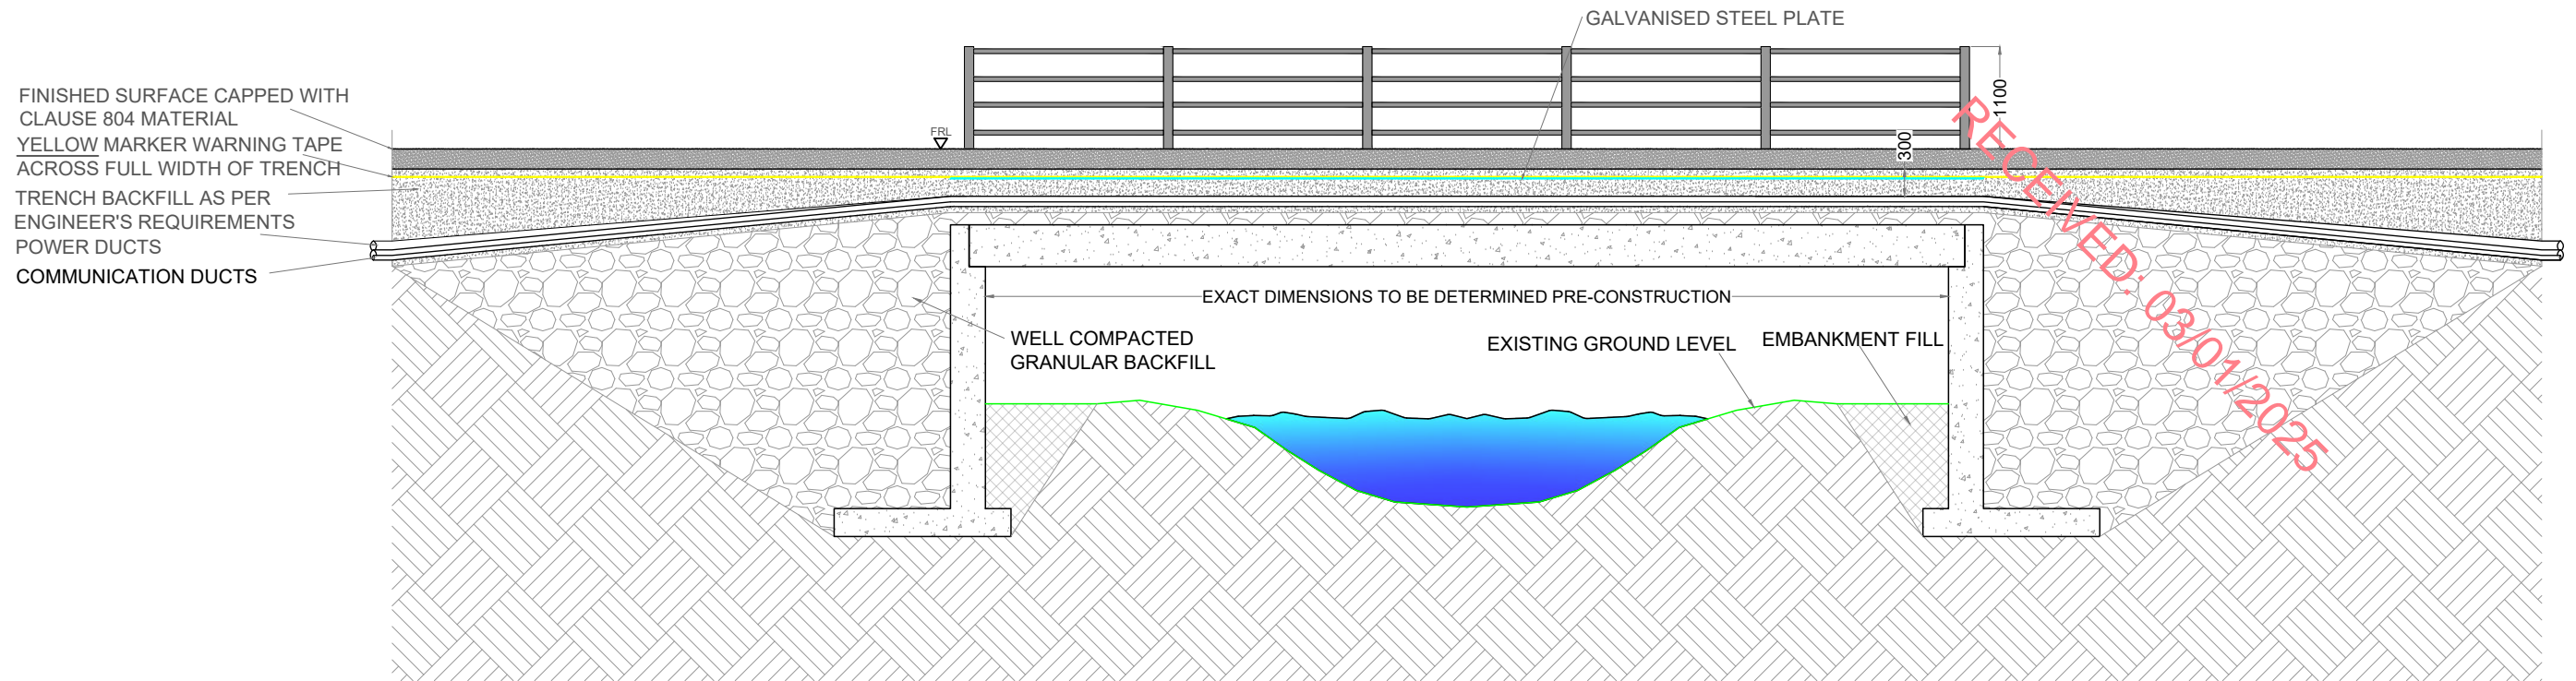 GALVANISED STEEL PLATE
FINISHED SURFACE CAPPED WITH
CLAUSE 804 MATERIAL
YELLOW MARKER WARNING TAPE
ACROSS FULL WIDTH OF TRENCH
TRENCH BACKFILL AS PER
ENGINEER'S REQUIREMENTS
POWER DUCTS
COMMUNICATION DUCTS
FRL
1100
300
EXACT DIMENSIONS TO BE DETERMINED PRE-CONSTRUCTION
WELL COMPACTED
GRANULAR BACKFILL
EXISTING GROUND LEVEL
EMBANKMENT FILL
RECEIVED: 03/01/2025